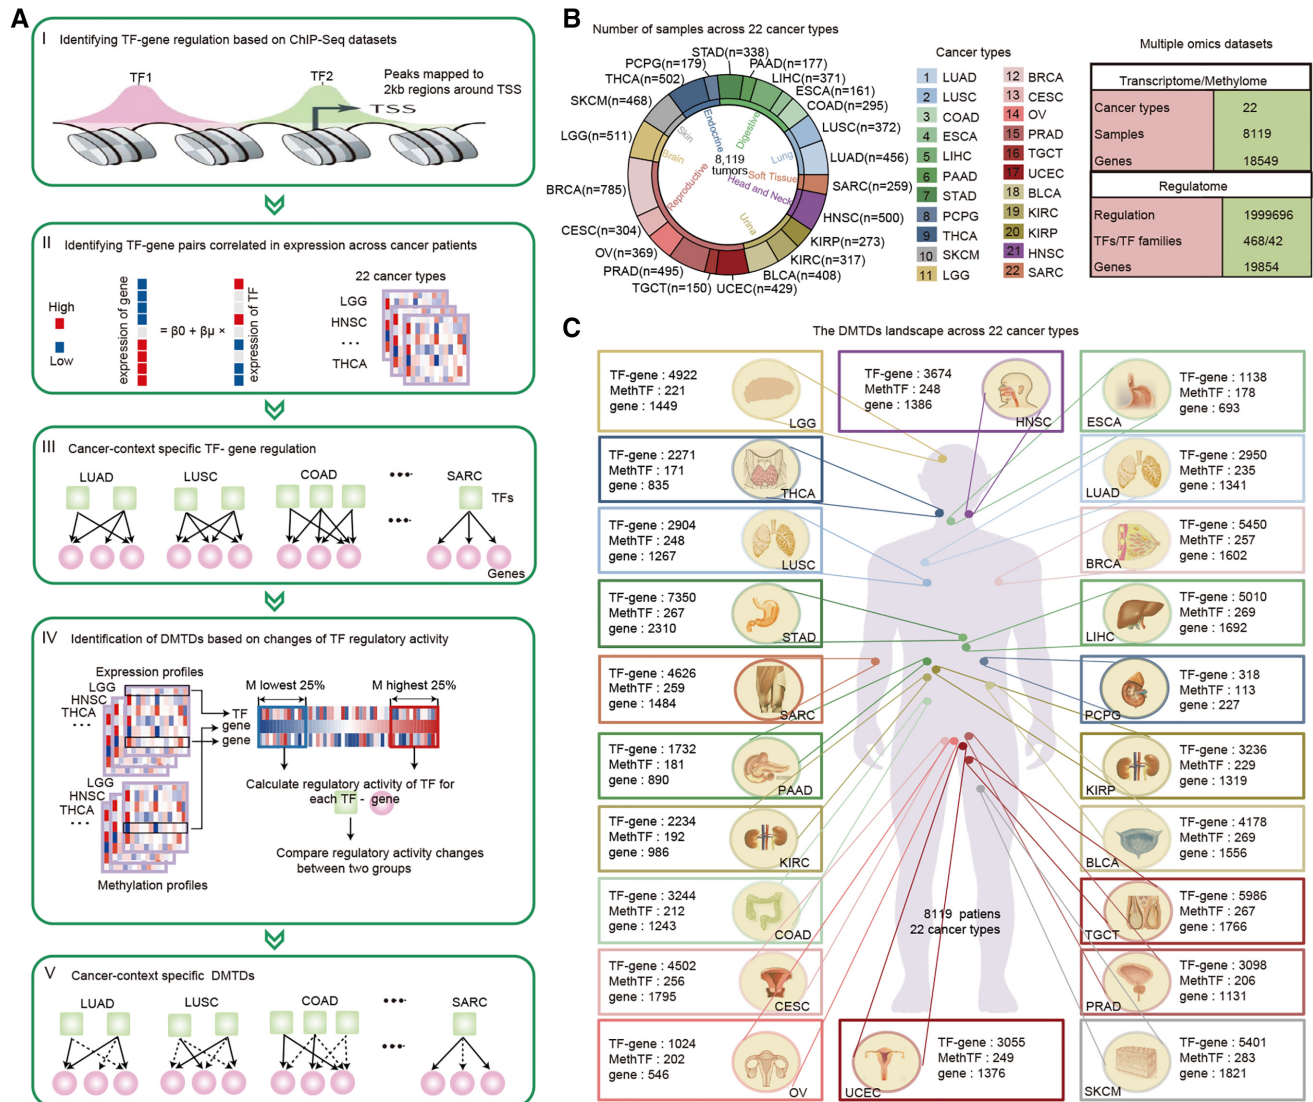 A
I Identifying TF-gene regulation based on ChIP-Seq datasets
TF1
TF2
Peaks mapped to
2kb regions around TSS
TSS
II Identifying TF-gene pairs correlated in expression across cancer patients
High
Low
expression of gene
= β0 + βμ ×
expression of TF
22 cancer types
LGG
HNSC
...
THCA
III Cancer-context specific TF- gene regulation
LUAD
LUSC
COAD
....
SARC
TFs
....
Genes
IV Identification of DMTDs based on changes of TF regulatory activity
Expression profiles
LGG
HNSC
THCA
...
LGG
HNSC
THCA
...
Methylation profiles
M lowest 25%
M highest 25%
TF
gene
gene
Calculate regulatory activity of TF for
each TF - gene
Compare regulatory activity changes
between two groups
V Cancer-context specific DMTDs
LUAD
LUSC
COAD
....
SARC
....
B
Number of samples across 22 cancer types
STAD(n=338)
PCPG(n=179)
PAAD(n=177)
THCA(n=502)
LIHC(n=371)
ESCA(n=161)
SKCM(n=468)
COAD(n=295)
LGG(n=511)
LUSC(n=372)
LUAD(n=456)
BRCA(n=785)
SARC(n=259)
HNSC(n=500)
CESC(n=304)
KIRP(n=273)
OV(n=369)
KIRC(n=317)
PRAD(n=495)
BLCA(n=408)
TGCT(n=150)
UCEC(n=429)
Endocrine
Digestive
Skin
Brain
Lung
8,119
tumors
Soft Tissue
Head and Neck
Reproductive
Urina
Cancer types
1 LUAD
2 LUSC
3 COAD
4 ESCA
5 LIHC
6 PAAD
7 STAD
8 PCPG
9 THCA
10 SKCM
11 LGG
12 BRCA
13 CESC
14 OV
15 PRAD
16 TGCT
17 UCEC
18 BLCA
19 KIRC
20 KIRP
21 HNSC
22 SARC
Multiple omics datasets
Transcriptome/Methylome
Cancer types 22
Samples 8119
Genes 18549
Regulatome
Regulation 1999696
TFs/TF families 468/42
Genes 19854
C
The DMTDs landscape across 22 cancer types
TF-gene : 4922
MethTF : 221
gene : 1449
LGG
TF-gene : 3674
MethTF : 248
gene : 1386
HNSC
TF-gene : 1138
MethTF : 178
gene : 693
ESCA
TF-gene : 2271
MethTF : 171
gene : 835
THCA
TF-gene : 2950
MethTF : 235
gene : 1341
LUAD
TF-gene : 2904
MethTF : 248
gene : 1267
LUSC
TF-gene : 5450
MethTF : 257
gene : 1602
BRCA
TF-gene : 7350
MethTF : 267
gene : 2310
STAD
TF-gene : 5010
MethTF : 269
gene : 1692
LIHC
TF-gene : 4626
MethTF : 259
gene : 1484
SARC
TF-gene : 318
MethTF : 113
gene : 227
PCPG
TF-gene : 1732
MethTF : 181
gene : 890
PAAD
TF-gene : 3236
MethTF : 229
gene : 1319
KIRP
TF-gene : 2234
MethTF : 192
gene : 986
KIRC
TF-gene : 4178
MethTF : 269
gene : 1556
BLCA
TF-gene : 3244
MethTF : 212
gene : 1243
COAD
TF-gene : 5986
MethTF : 267
gene : 1766
TGCT
8119 patiens
22 cancer types
TF-gene : 4502
MethTF : 256
gene : 1795
CESC
TF-gene : 3098
MethTF : 206
gene : 1131
PRAD
TF-gene : 1024
MethTF : 202
gene : 546
OV
TF-gene : 3055
MethTF : 249
gene : 1376
UCEC
TF-gene : 5401
MethTF : 283
gene : 1821
SKCM